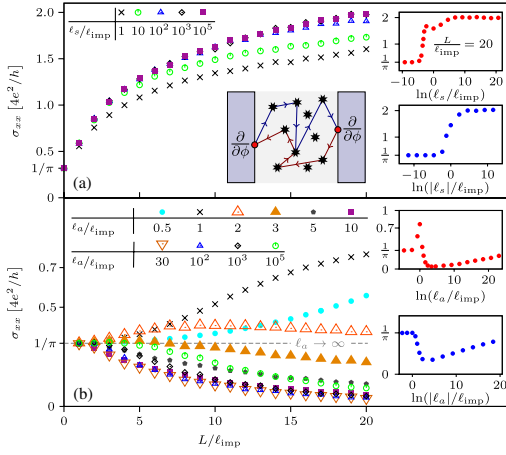 ℓs/ℓimp
1 10 10² 10³ 10⁵
2.0
1.5
1.0
0.5
1/π
σxx [4e²/h]
(a)
∂/∂ϕ
∂/∂ϕ
2
1
1/π
L/ℓimp = 20
−10 0 10 20
ln(ℓs/ℓimp)
2
1
1/π
−10 0 10
ln(|ℓs|/ℓimp)
ℓa/ℓimp
0.5 1 2 3 5 10
ℓa/ℓimp
30 10² 10³ 10⁵
0.7
1/π
0
σxx [4e²/h]
ℓa → ∞
(b)
0 5 10 15 20
L/ℓimp
1
0.7
1/π
0
0 10 20
ln(ℓa/ℓimp)
1/π
0
0 10 20
ln(|ℓa|/ℓimp)